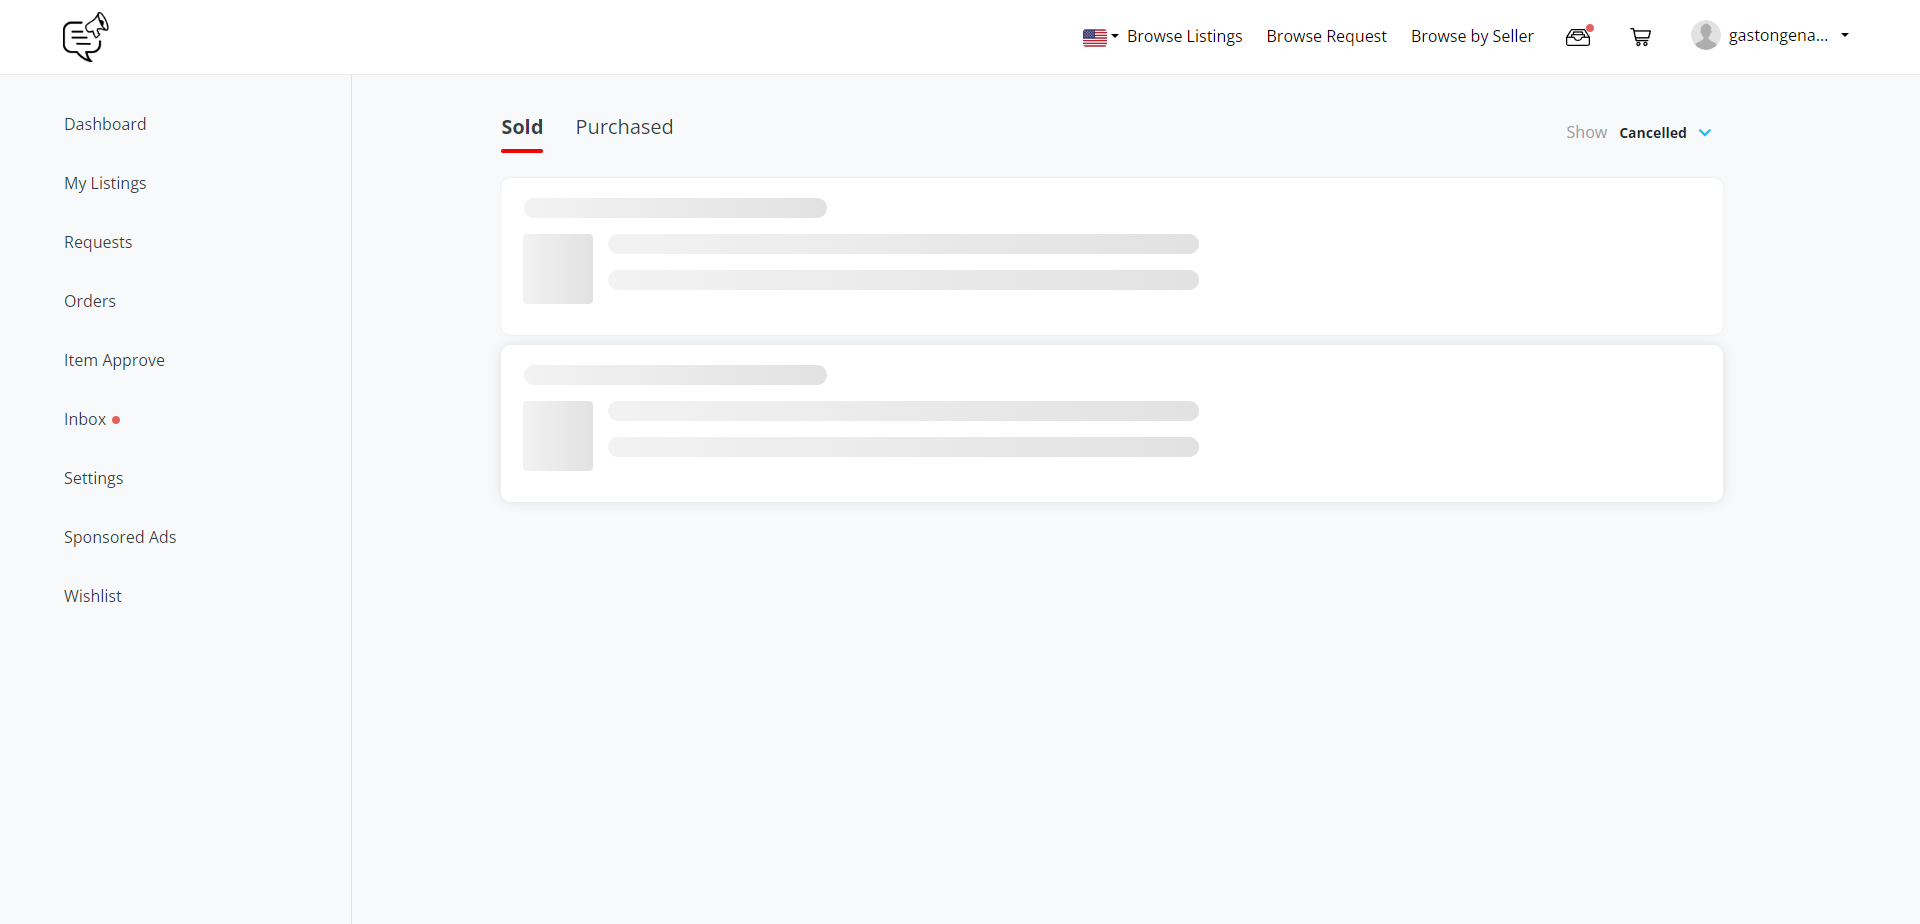 Browse Listings Browse Request Browse by Seller gastongena...
Dashboard
My Listings
Requests
Orders
Item Approve
Inbox
Settings
Sponsored Ads
Wishlist
Sold Purchased
Show Cancelled